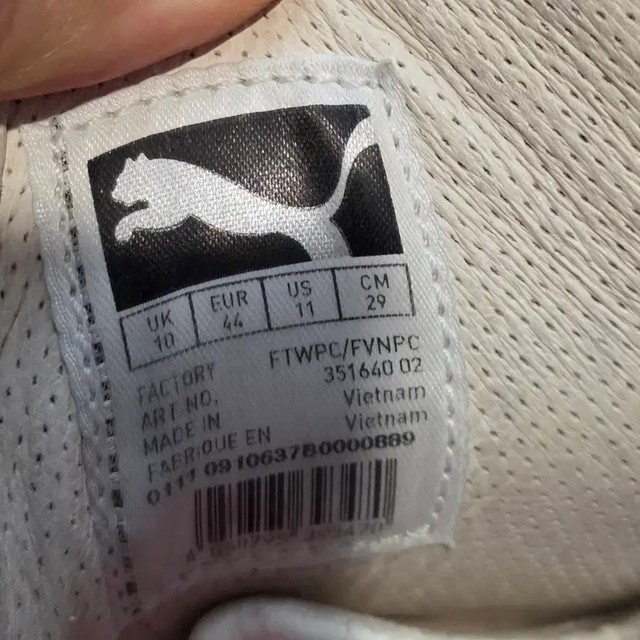 UK EUR US CM
10 44 11 29
FACTORY FTWPC/FVNPC
ART NO. 351640 02
MADE IN Vietnam
FABRIQUE EN Vietnam
0111 091063780000889